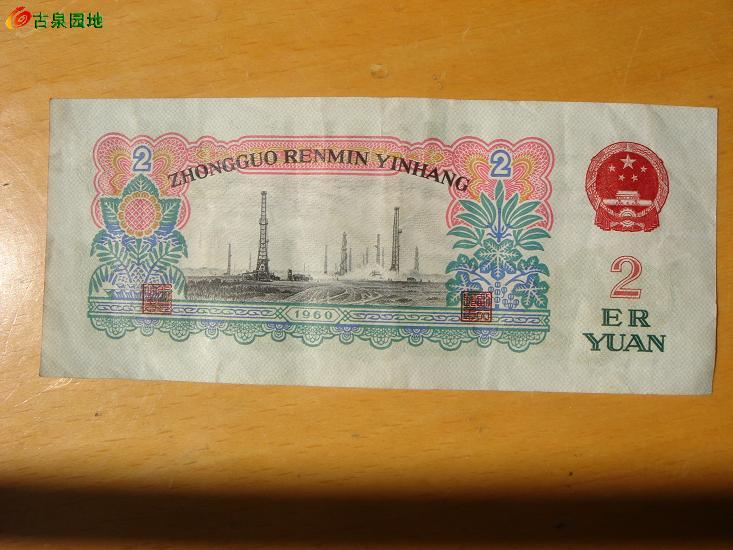 古泉园地
2
2
ZHONGGUO RENMIN YINHANG
1960
2
ER
YUAN